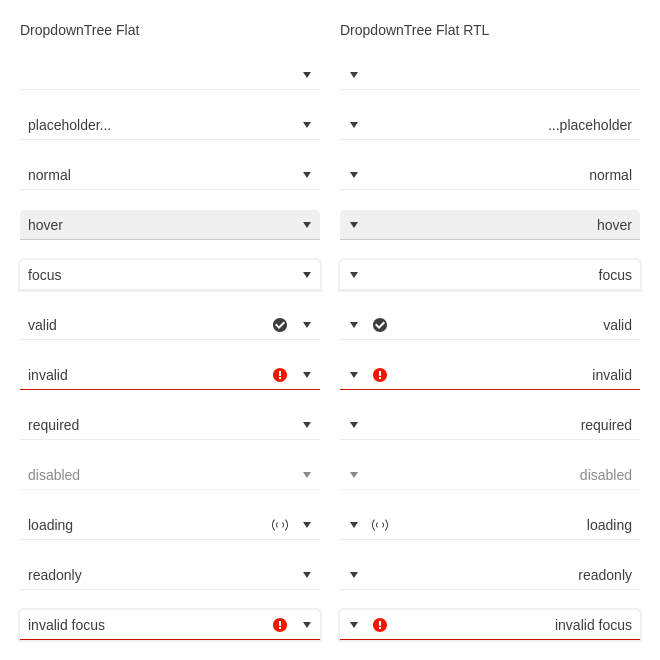 DropdownTree Flat
placeholder...
normal
hover
focus
valid
invalid
required
disabled
loading
readonly
invalid focus
DropdownTree Flat RTL
...placeholder
normal
hover
focus
valid
invalid
required
disabled
loading
readonly
invalid focus